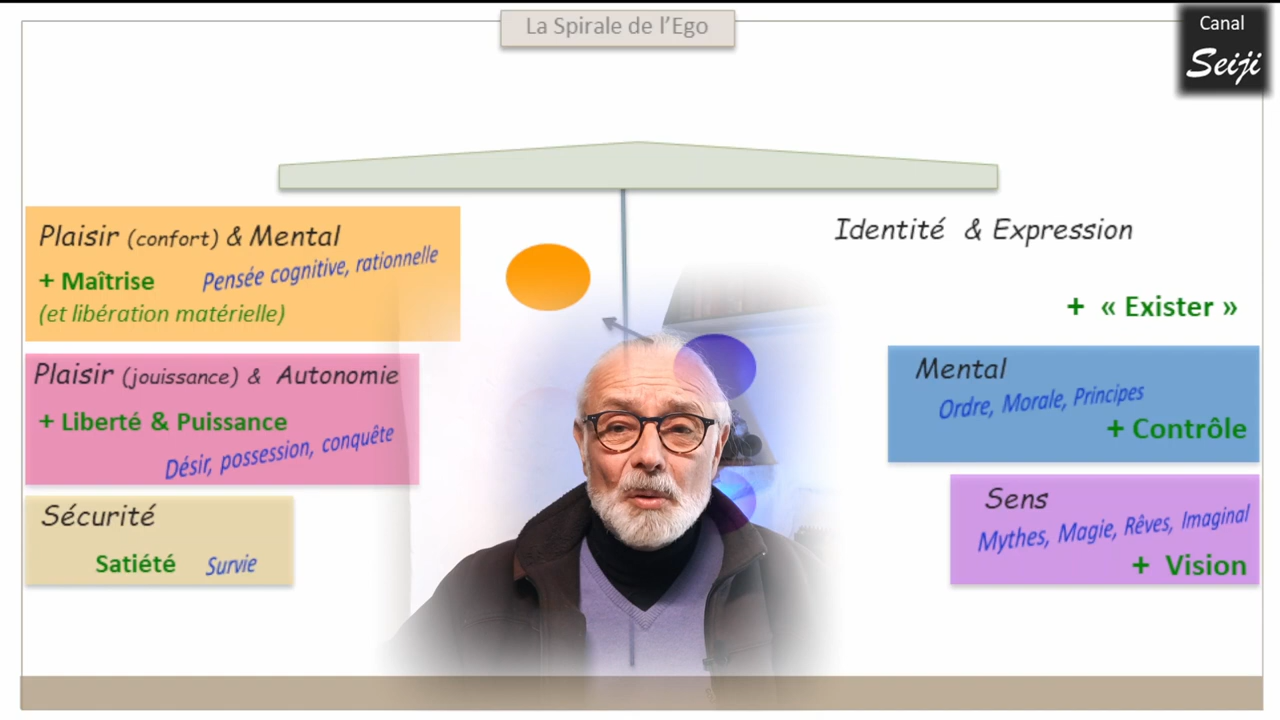 La Spirale de l'Ego
Canal
Seiji
Plaisir (confort) & Mental
+ Maîtrise
Pensée cognitive, rationnelle
(et libération matérielle)
Plaisir (jouissance) & Autonomie
+ Liberté & Puissance
Désir, possession, conquête
Sécurité
Satiété
Survie
Identité & Expression
+ « Exister »
Mental
Ordre, Morale, Principes
+ Contrôle
Sens
Mythes, Magie, Rêves, Imaginal
+ Vision